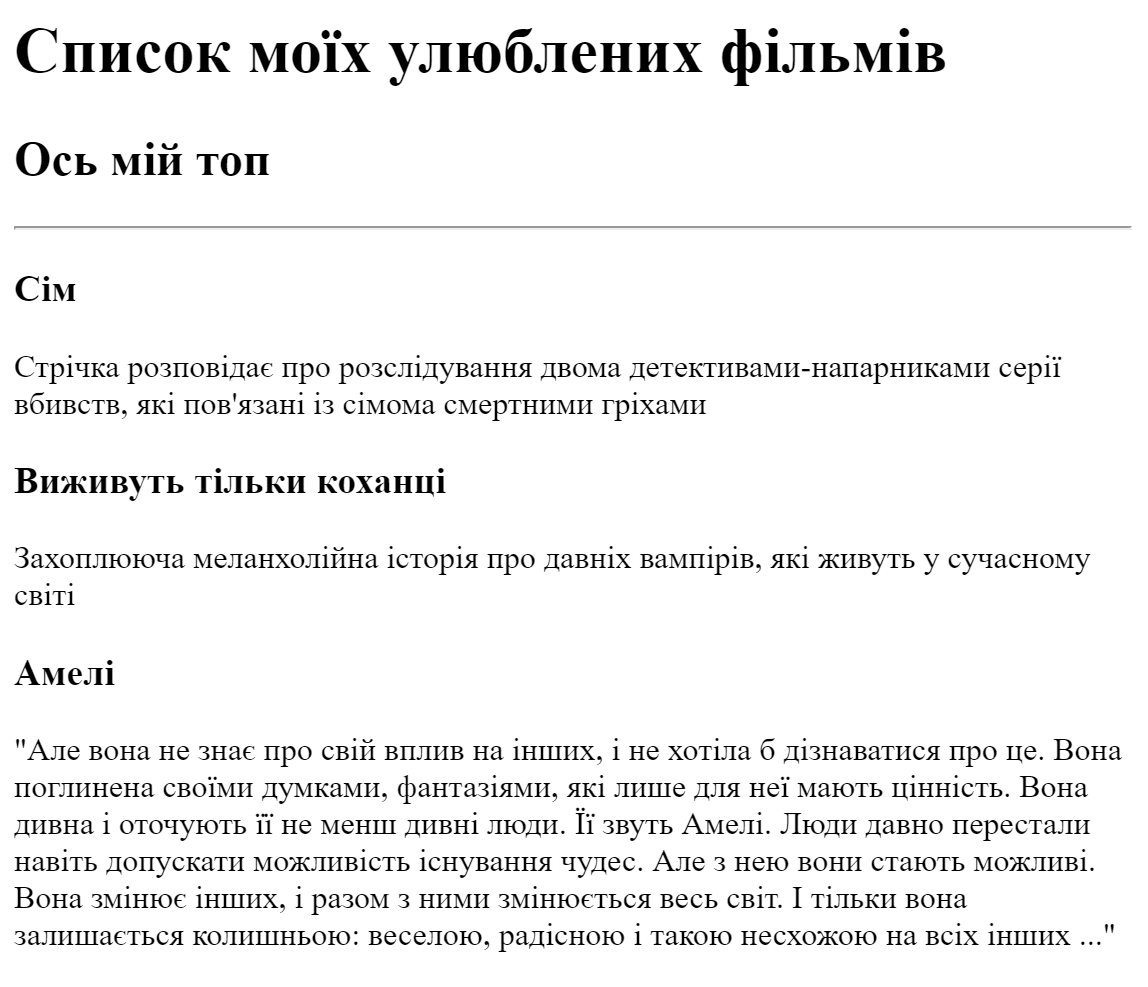 Список моїх улюблених фільмів
Ось мій топ
Сім
Стрічка розповідає про розслідування двома детективами-напарниками серії
вбивств, які пов'язані із сімома смертними гріхами
Виживуть тільки коханці
Захоплююча меланхолійна історія про давніх вампірів, які живуть у сучасному
світі
Амелі
"Але вона не знає про свій вплив на інших, і не хотіла б дізнаватися про це. Вона
поглинена своїми думками, фантазіями, які лише для неї мають цінність. Вона
дивна і оточують її не менш дивні люди. Її звуть Амелі. Люди давно перестали
навіть допускати можливість існування чудес. Але з нею вони стають можливі.
Вона змінює інших, і разом з ними змінюється весь світ. І тільки вона
залишається колишньою: веселою, радісною і такою несхожою на всіх інших ..."